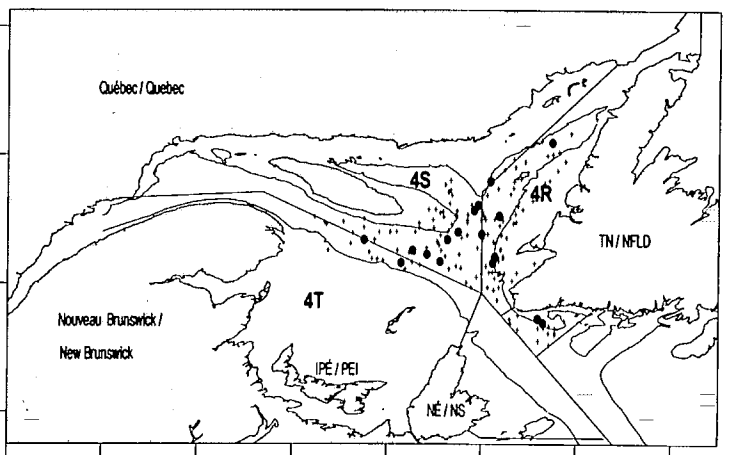 Québec / Quebec
4S
4R
TN / NFLD
4T
Nouveau Brunswick /
New Brunswick
IPÉ / PEI
NÉ / NS